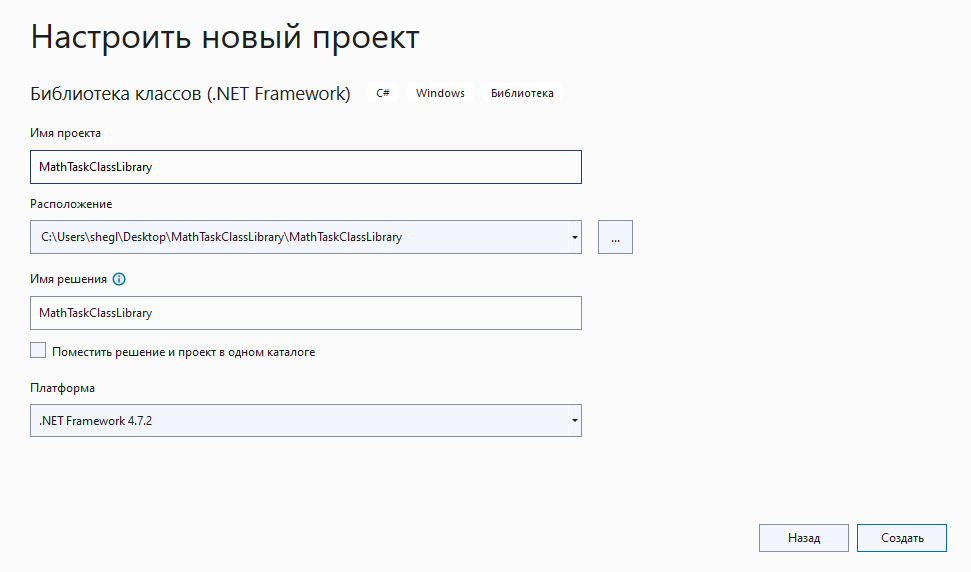 Настроить новый проект
Библиотека классов (.NET Framework) C# Windows Библиотека
Имя проекта
MathTaskClassLibrary
Расположение
C:\Users\shegl\Desktop\MathTaskClassLibrary\MathTaskClassLibrary
...
Имя решения
MathTaskClassLibrary
Поместить решение и проект в одном каталоге
Платформа
.NET Framework 4.7.2
Назад Создать